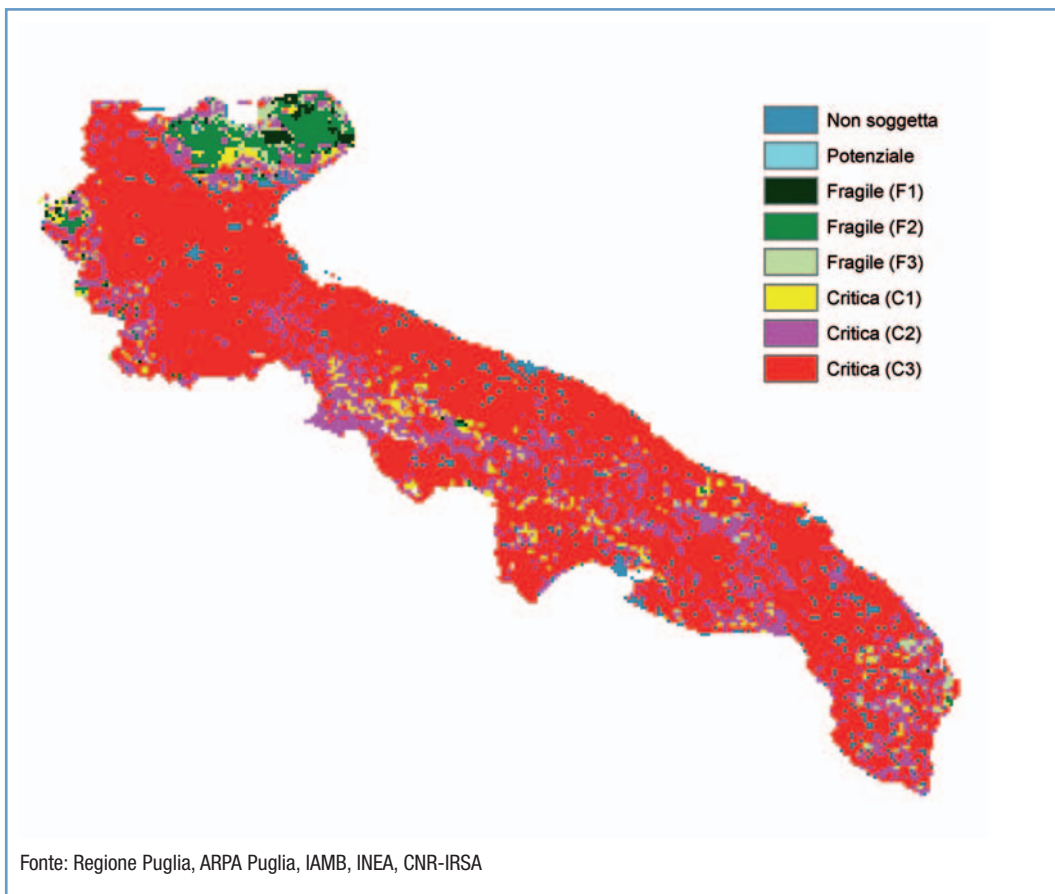 Non soggetta
Potenziale
Fragile (F1)
Fragile (F2)
Fragile (F3)
Critica (C1)
Critica (C2)
Critica (C3)
Fonte: Regione Puglia, ARPA Puglia, IAMB, INEA, CNR-IRSA